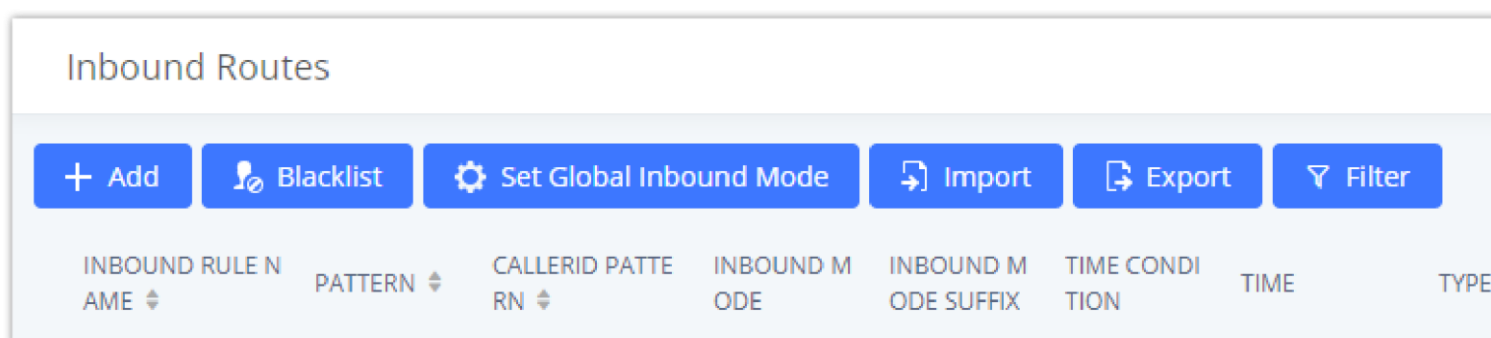 Inbound Routes
Add Blacklist Set Global Inbound Mode Import Export Filter
INBOUND RULE N CALLERID PATTE INBOUND M INBOUND M TIME CONDI
PATTERN TIME TYPE
AME RN ODE ODE SUFFIX TION